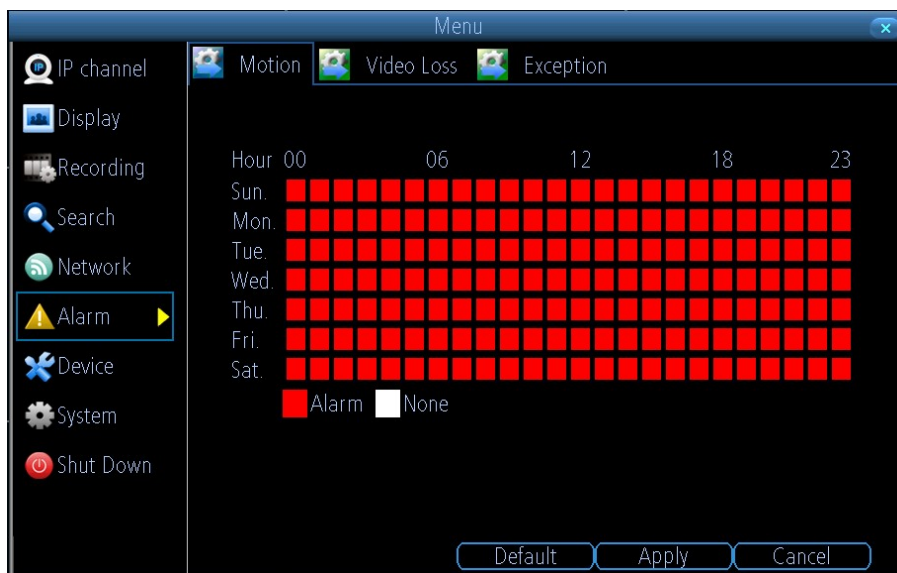 Menu
IP channel
Display
Recording
Search
Network
Alarm
Device
System
Shut Down
Motion Video Loss Exception
Hour 00 06 12 18 23
Sun.
Mon.
Tue.
Wed.
Thu.
Fri.
Sat.
Alarm None
Default Apply Cancel